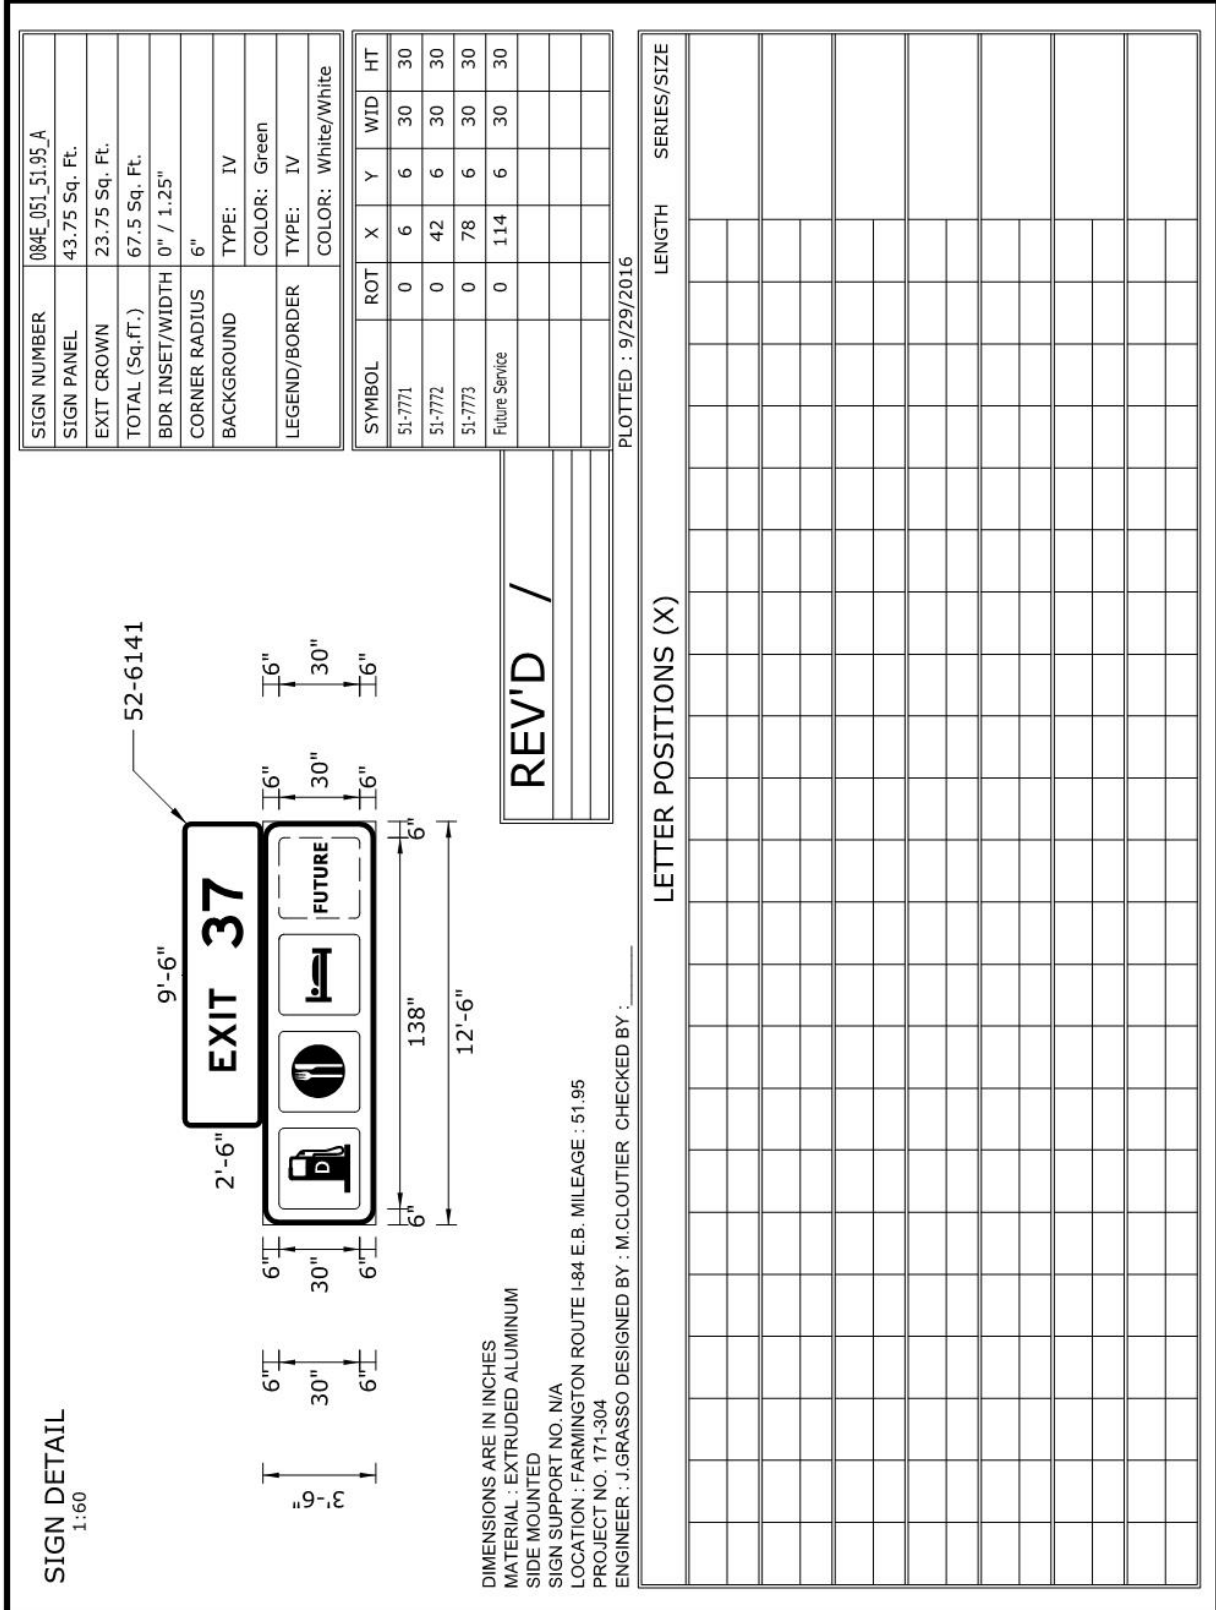 SIGN DETAIL
1:60
3'-6"
6"
30"
6"
6"
30"
6"
2'-6"
9'-6"
EXIT 37
52-6141
D
FUTURE
6"
30"
6"
6"
30"
6"
6"
138"
6"
12'-6"
SIGN NUMBER 084E_051_51.95_A
SIGN PANEL 43.75 Sq. Ft.
EXIT CROWN 23.75 Sq. Ft.
TOTAL (Sq.fT.) 67.5 Sq. Ft.
BDR INSET/WIDTH 0" / 1.25"
CORNER RADIUS 6"
BACKGROUND TYPE: IV
COLOR: Green
LEGEND/BORDER TYPE: IV
COLOR: White/White
SYMBOL ROT X Y WID HT
51-7771 0 6 6 30 30
51-7772 0 42 6 30 30
51-7773 0 78 6 30 30
Future Service 0 114 6 30 30
REV'D /
DIMENSIONS ARE IN INCHES
MATERIAL : EXTRUDED ALUMINUM
SIDE MOUNTED
SIGN SUPPORT NO. N/A
LOCATION : FARMINGTON ROUTE I-84 E.B. MILEAGE : 51.95
PROJECT NO. 171-304
ENGINEER : J.GRASSO DESIGNED BY : M.CLOUTIER CHECKED BY :______
PLOTTED : 9/29/2016
LETTER POSITIONS (X) LENGTH SERIES/SIZE